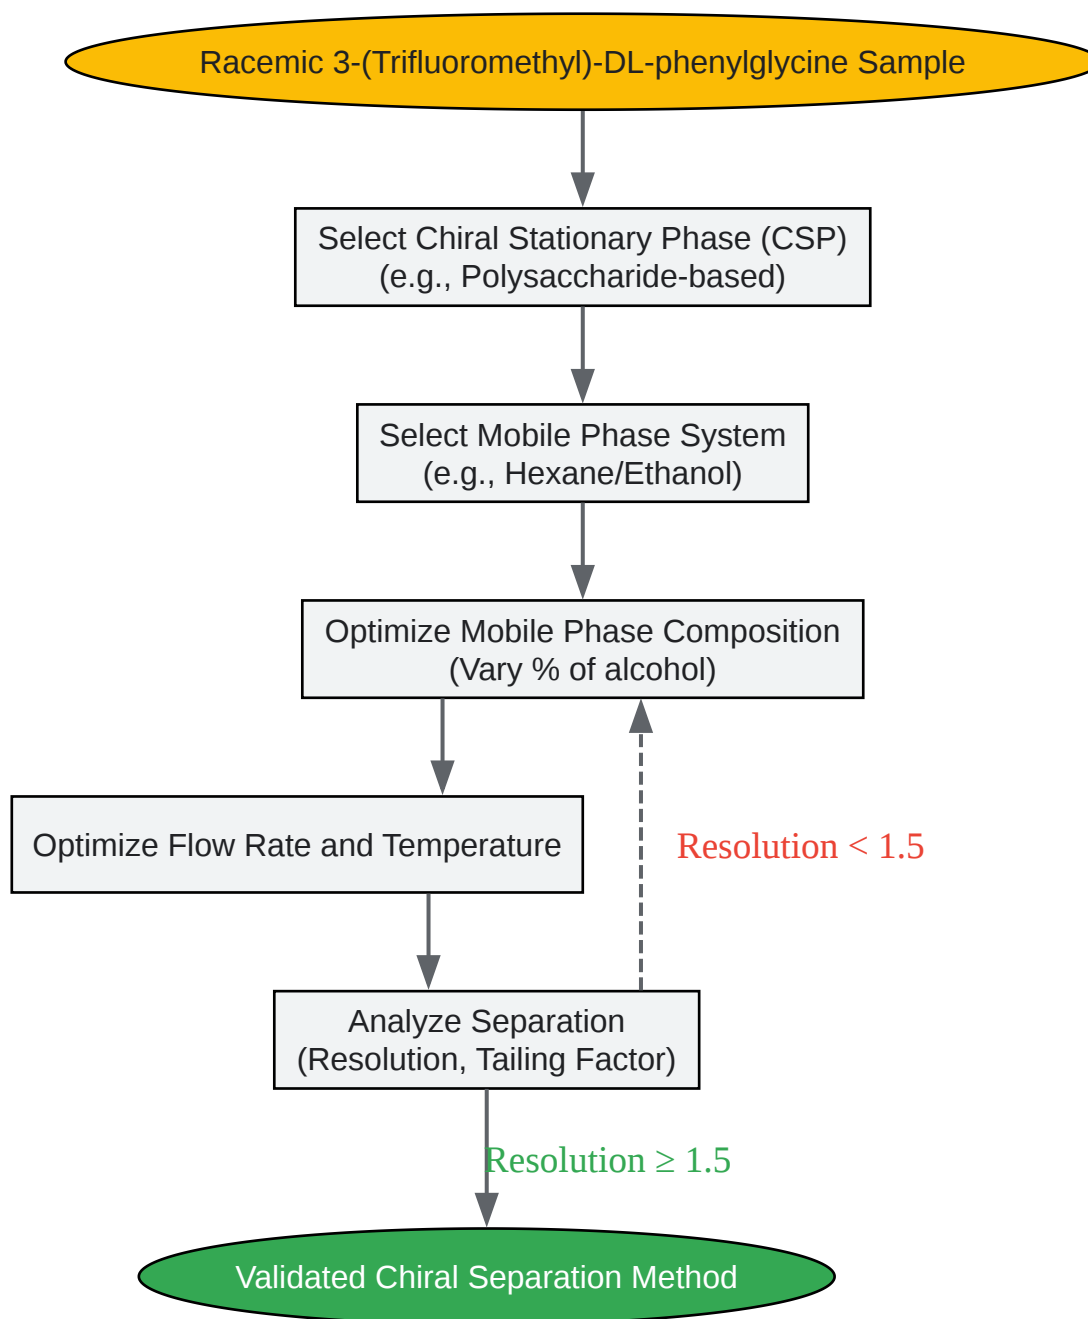 Racemic 3-(Trifluoromethyl)-DL-phenylglycine Sample
Select Chiral Stationary Phase (CSP)
(e.g., Polysaccharide-based)
Select Mobile Phase System
(e.g., Hexane/Ethanol)
Optimize Mobile Phase Composition
(Vary % of alcohol)
Optimize Flow Rate and Temperature
Resolution < 1.5
Analyze Separation
(Resolution, Tailing Factor)
Resolution ≥ 1.5
Validated Chiral Separation Method